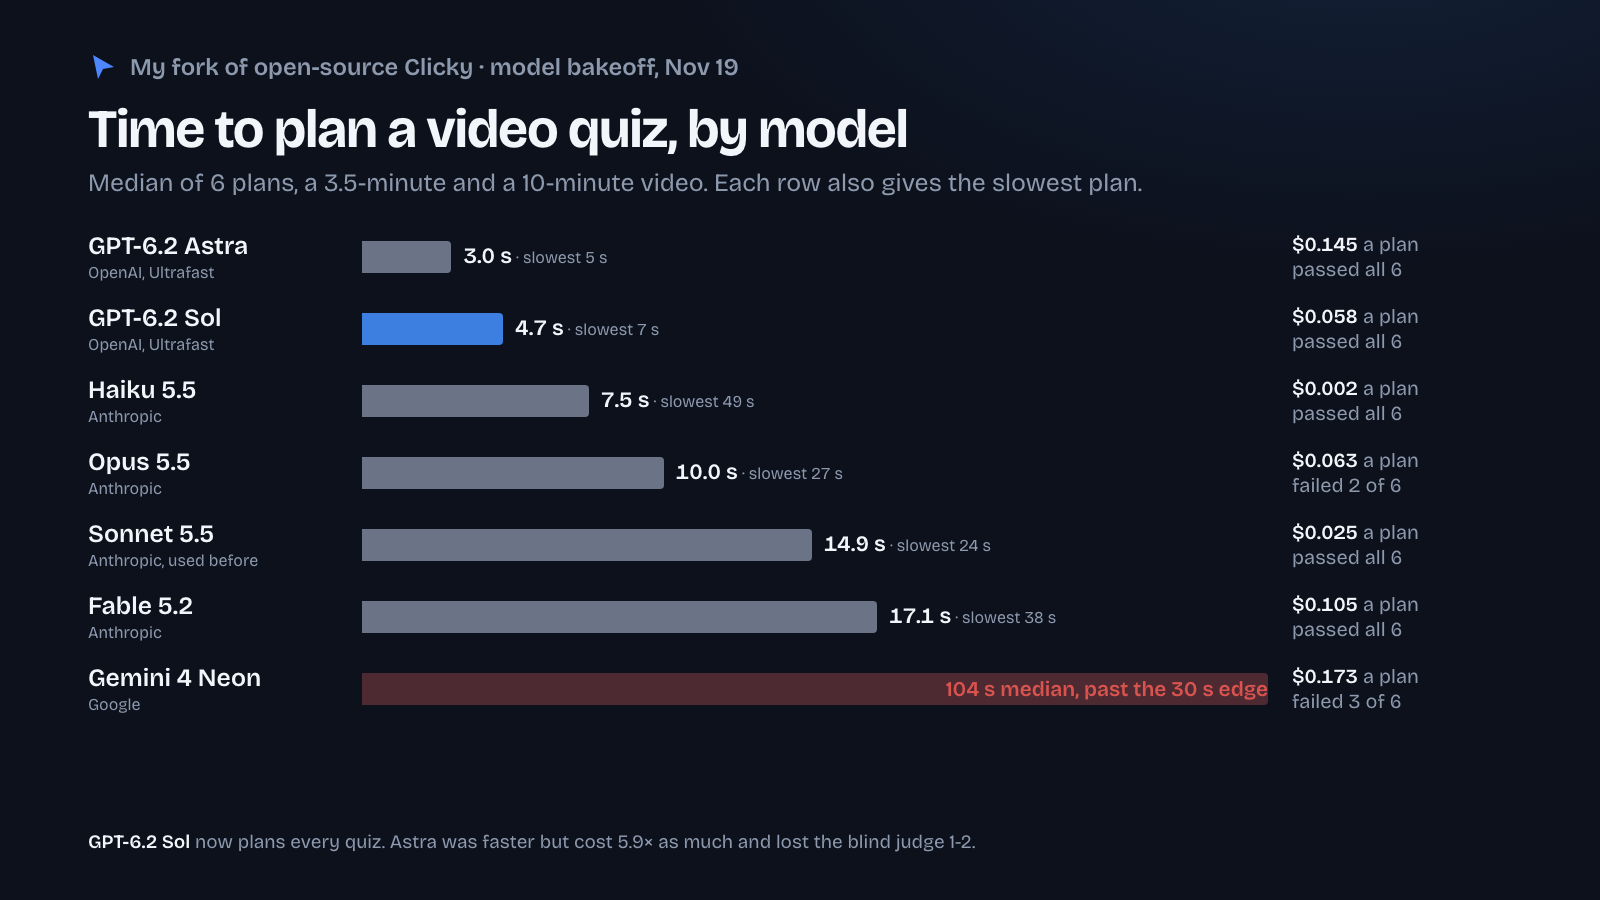 My fork of open-source Clicky · model bakeoff, Nov 19
Time to plan a video quiz, by model
Median of 6 plans, a 3.5-minute and a 10-minute video. Each row also gives the slowest plan.
GPT-6.2 Astra
OpenAI, Ultrafast
3.0 s · slowest 5 s
$0.145 a plan
passed all 6
GPT-6.2 Sol
OpenAI, Ultrafast
4.7 s · slowest 7 s
$0.058 a plan
passed all 6
Haiku 5.5
Anthropic
7.5 s · slowest 49 s
$0.002 a plan
passed all 6
Opus 5.5
Anthropic
10.0 s · slowest 27 s
$0.063 a plan
failed 2 of 6
Sonnet 5.5
Anthropic, used before
14.9 s · slowest 24 s
$0.025 a plan
passed all 6
Fable 5.2
Anthropic
17.1 s · slowest 38 s
$0.105 a plan
passed all 6
Gemini 4 Neon
Google
104 s median, past the 30 s edge
$0.173 a plan
failed 3 of 6
GPT-6.2 Sol now plans every quiz. Astra was faster but cost 5.9× as much and lost the blind judge 1-2.